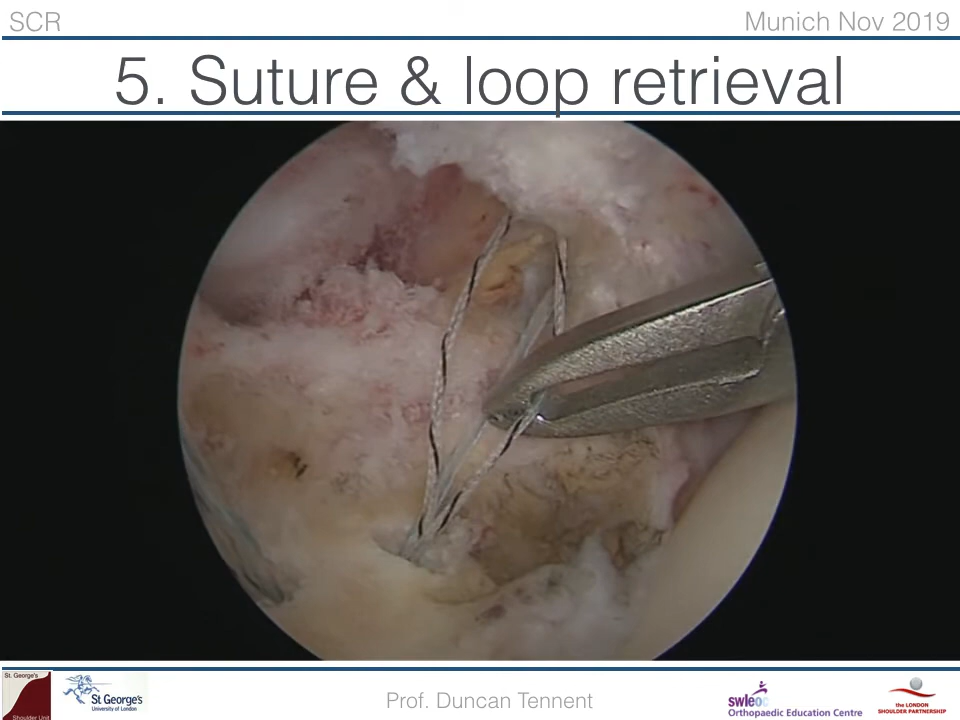 SCR
Munich Nov 2019
5. Suture & loop retrieval
St. George's
Shoulder Unit
St George's
University of London
Prof. Duncan Tennent
swleoc
Orthopaedic Education Centre
the LONDON
SHOULDER PARTNERSHIP